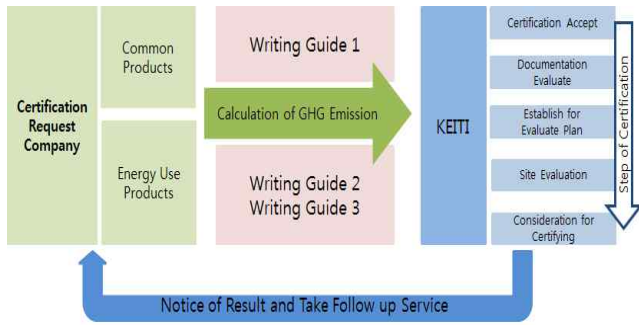 Certification
Request
Company
Common
Products
Energy Use
Products
Writing Guide 1
Calculation of GHG Emission
Writing Guide 2
Writing Guide 3
KEITI
Certification Accept
Documentation
Evaluate
Establish for
Evaluate Plan
Site Evaluation
Consideration for
Certifying
Step of Certification
Notice of Result and Take Follow up Service